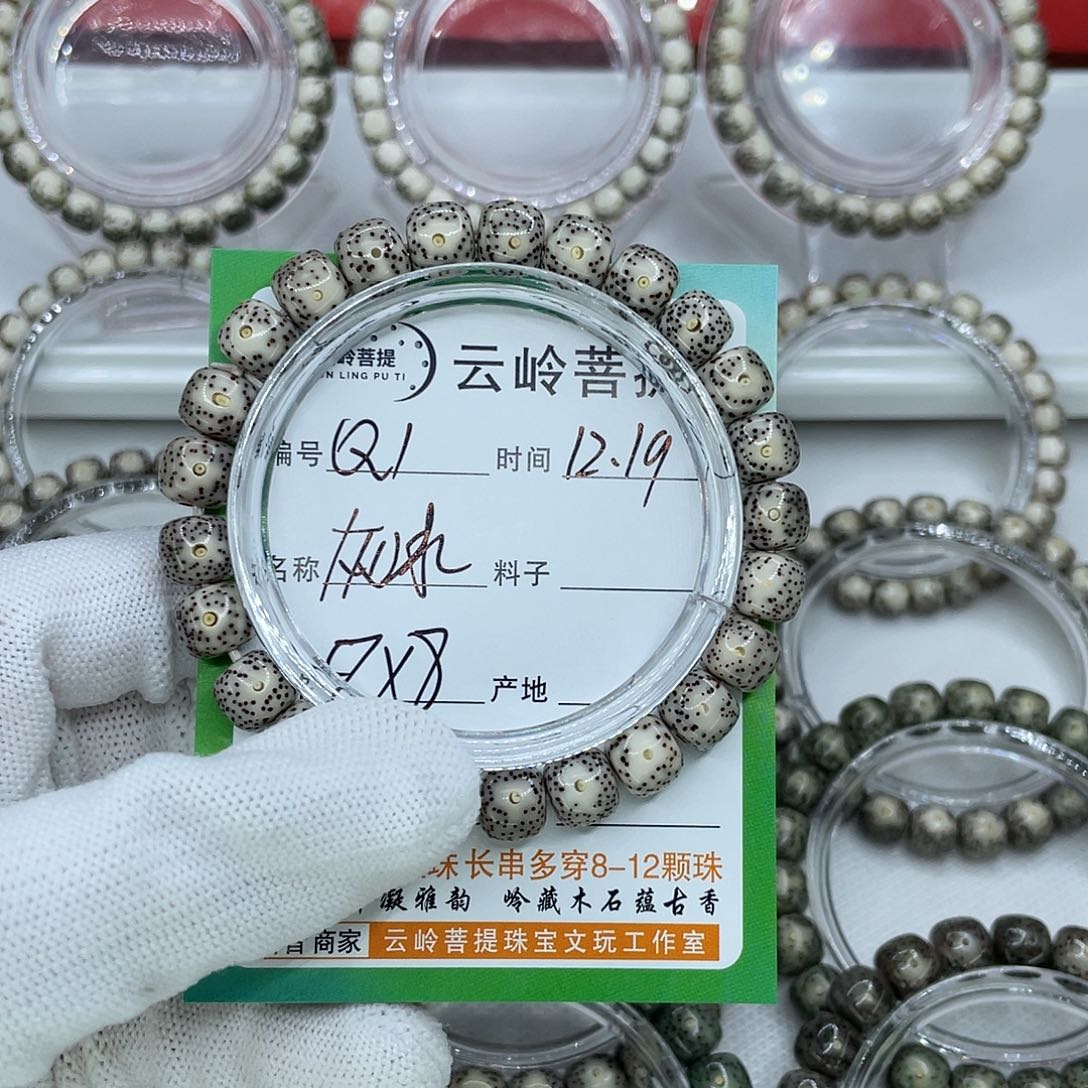 岭菩提 云岭菩提
N LING PU TI
编号 Q1 时间 12.19
名称 灰水 料子
7X8 产地
珠长串多穿8-12颗珠
凝雅韵 岭藏木石蕴古香
商家 云岭菩提珠宝文玩工作室